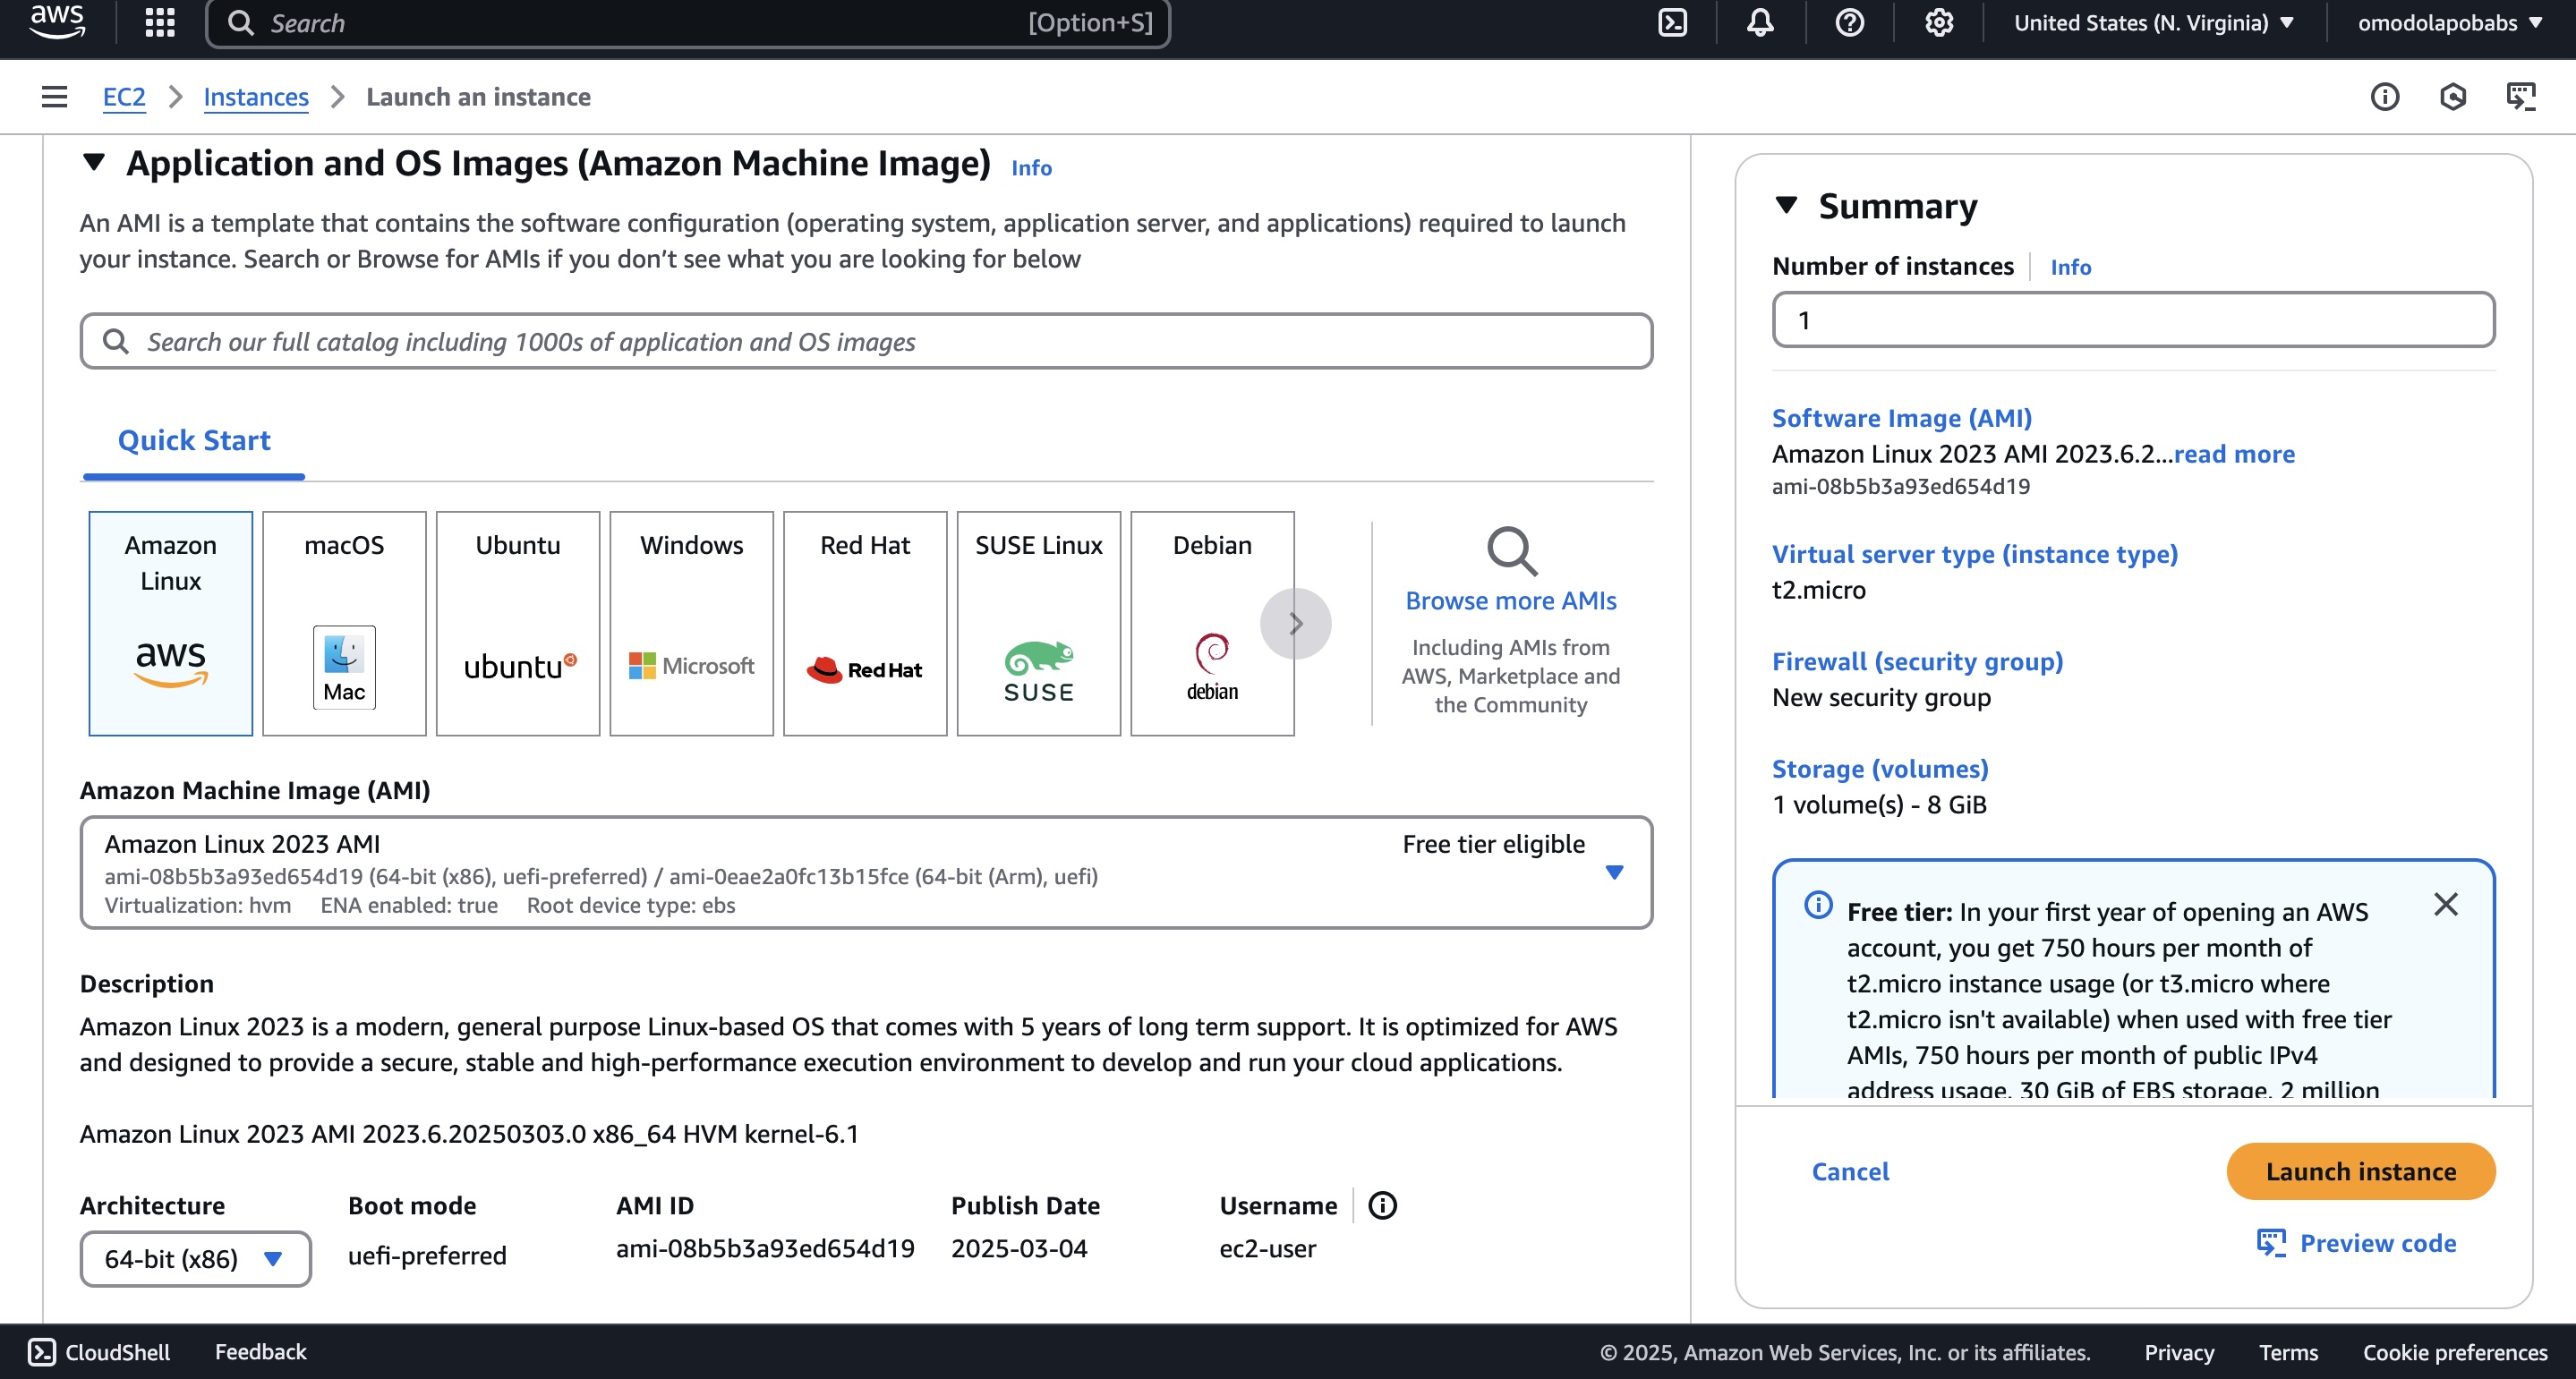 aws
Search
[Option+S]
United States (N. Virginia)
omodolapobabs
EC2
Instances
Launch an instance
Application and OS Images (Amazon Machine Image)
Info
An AMI is a template that contains the software configuration (operating system, application server, and applications) required to launch
your instance. Search or Browse for AMIs if you don’t see what you are looking for below
Search our full catalog including 1000s of application and OS images
Quick Start
Amazon
Linux
aws
macOS
Mac
Ubuntu
ubuntu
Windows
Microsoft
Red Hat
Red Hat
SUSE Linux
SUSE
Debian
debian
Browse more AMIs
Including AMIs from
AWS, Marketplace and
the Community
Amazon Machine Image (AMI)
Amazon Linux 2023 AMI
Free tier eligible
ami-08b5b3a93ed654d19 (64-bit (x86), uefi-preferred) / ami-0eae2a0fc13b15fce (64-bit (Arm), uefi)
Virtualization: hvm
ENA enabled: true
Root device type: ebs
Description
Amazon Linux 2023 is a modern, general purpose Linux-based OS that comes with 5 years of long term support. It is optimized for AWS
and designed to provide a secure, stable and high-performance execution environment to develop and run your cloud applications.
Amazon Linux 2023 AMI 2023.6.20250303.0 x86_64 HVM kernel-6.1
Architecture
64-bit (x86)
Boot mode
uefi-preferred
AMI ID
ami-08b5b3a93ed654d19
Publish Date
2025-03-04
Username
ec2-user
Summary
Number of instances
Info
1
Software Image (AMI)
Amazon Linux 2023 AMI 2023.6.2...read more
ami-08b5b3a93ed654d19
Virtual server type (instance type)
t2.micro
Firewall (security group)
New security group
Storage (volumes)
1 volume(s) - 8 GiB
Free tier: In your first year of opening an AWS
account, you get 750 hours per month of
t2.micro instance usage (or t3.micro where
t2.micro isn't available) when used with free tier
AMIs, 750 hours per month of public IPv4
address usage, 30 GiB of EBS storage, 2 million
Cancel
Launch instance
Preview code
CloudShell
Feedback
© 2025, Amazon Web Services, Inc. or its affiliates.
Privacy
Terms
Cookie preferences